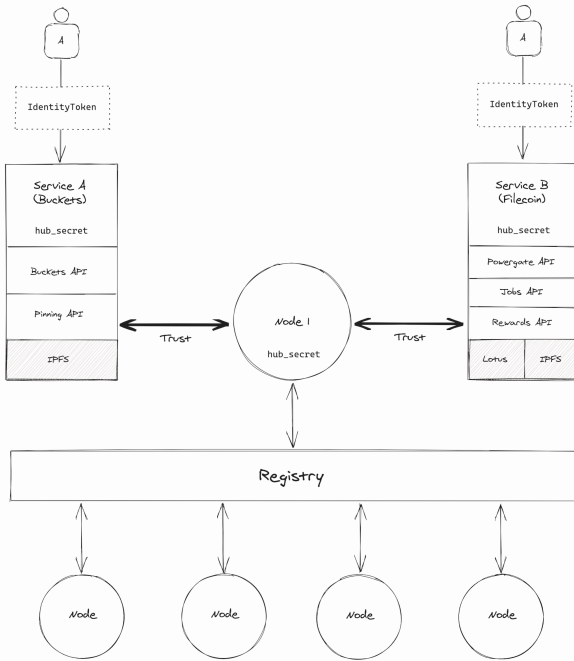 A
IdentityToken
Service A
(Buckets)
hub_secret
Buckets API
Pinning API
IPFS
A
IdentityToken
Service B
(Filecoin)
hub_secret
Powergate API
Jobs API
Rewards API
Lotus
IPFS
Trust
Node 1
hub_secret
Trust
Registry
Node
Node
Node
Node